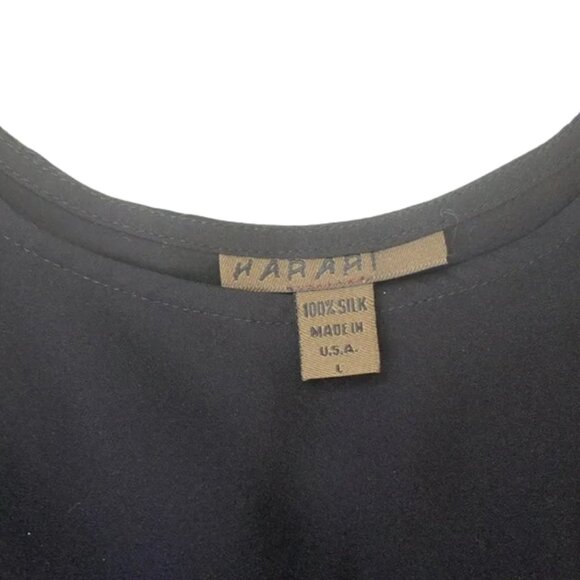 HARARI
100% SILK
MADE IN
U.S.A.
L